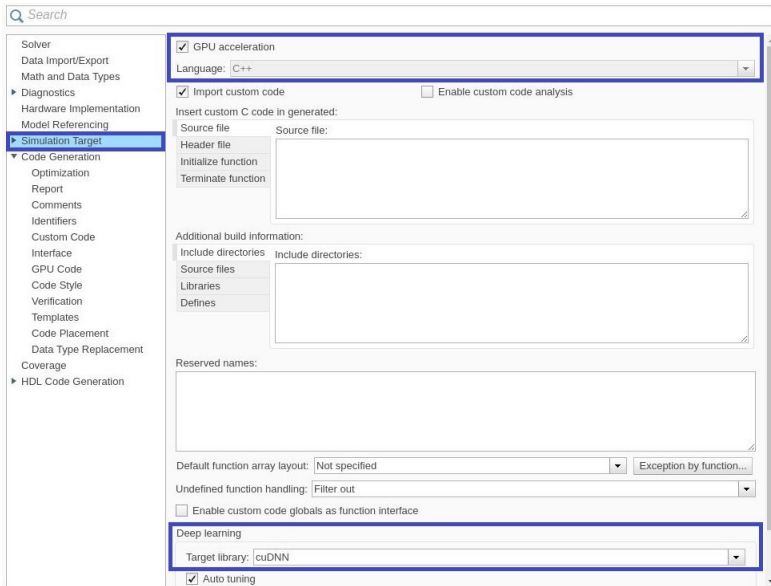 Search
Solver
Data Import/Export
Math and Data Types
Diagnostics
Hardware Implementation
Model Referencing
Simulation Target
Code Generation
Optimization
Report
Comments
Identifiers
Custom Code
Interface
GPU Code
Code Style
Verification
Templates
Code Placement
Data Type Replacement
Coverage
HDL Code Generation
GPU acceleration
Language: C++
Import custom code
Enable custom code analysis
Insert custom C code in generated:
Source file
Header file
Initialize function
Terminate function
Source file:
Additional build information:
Include directories
Source files
Libraries
Defines
Include directories:
Reserved names:
Default function array layout: Not specified
Exception by function...
Undefined function handling: Filter out
Enable custom code globals as function interface
Deep learning
Target library: cuDNN
Auto tuning